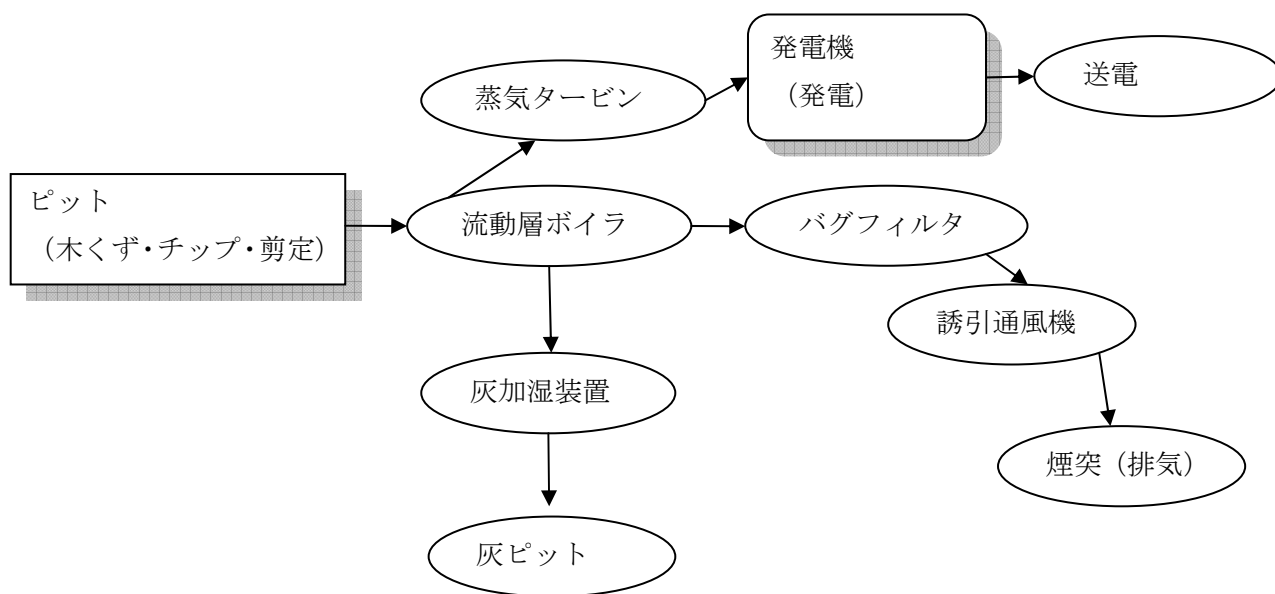 発電機
（発電）
送電
蒸気タービン
ピット
（木くず・チップ・剪定）
流動層ボイラ
バグフィルタ
誘引通風機
灰加湿装置
煙突（排気）
灰ピット